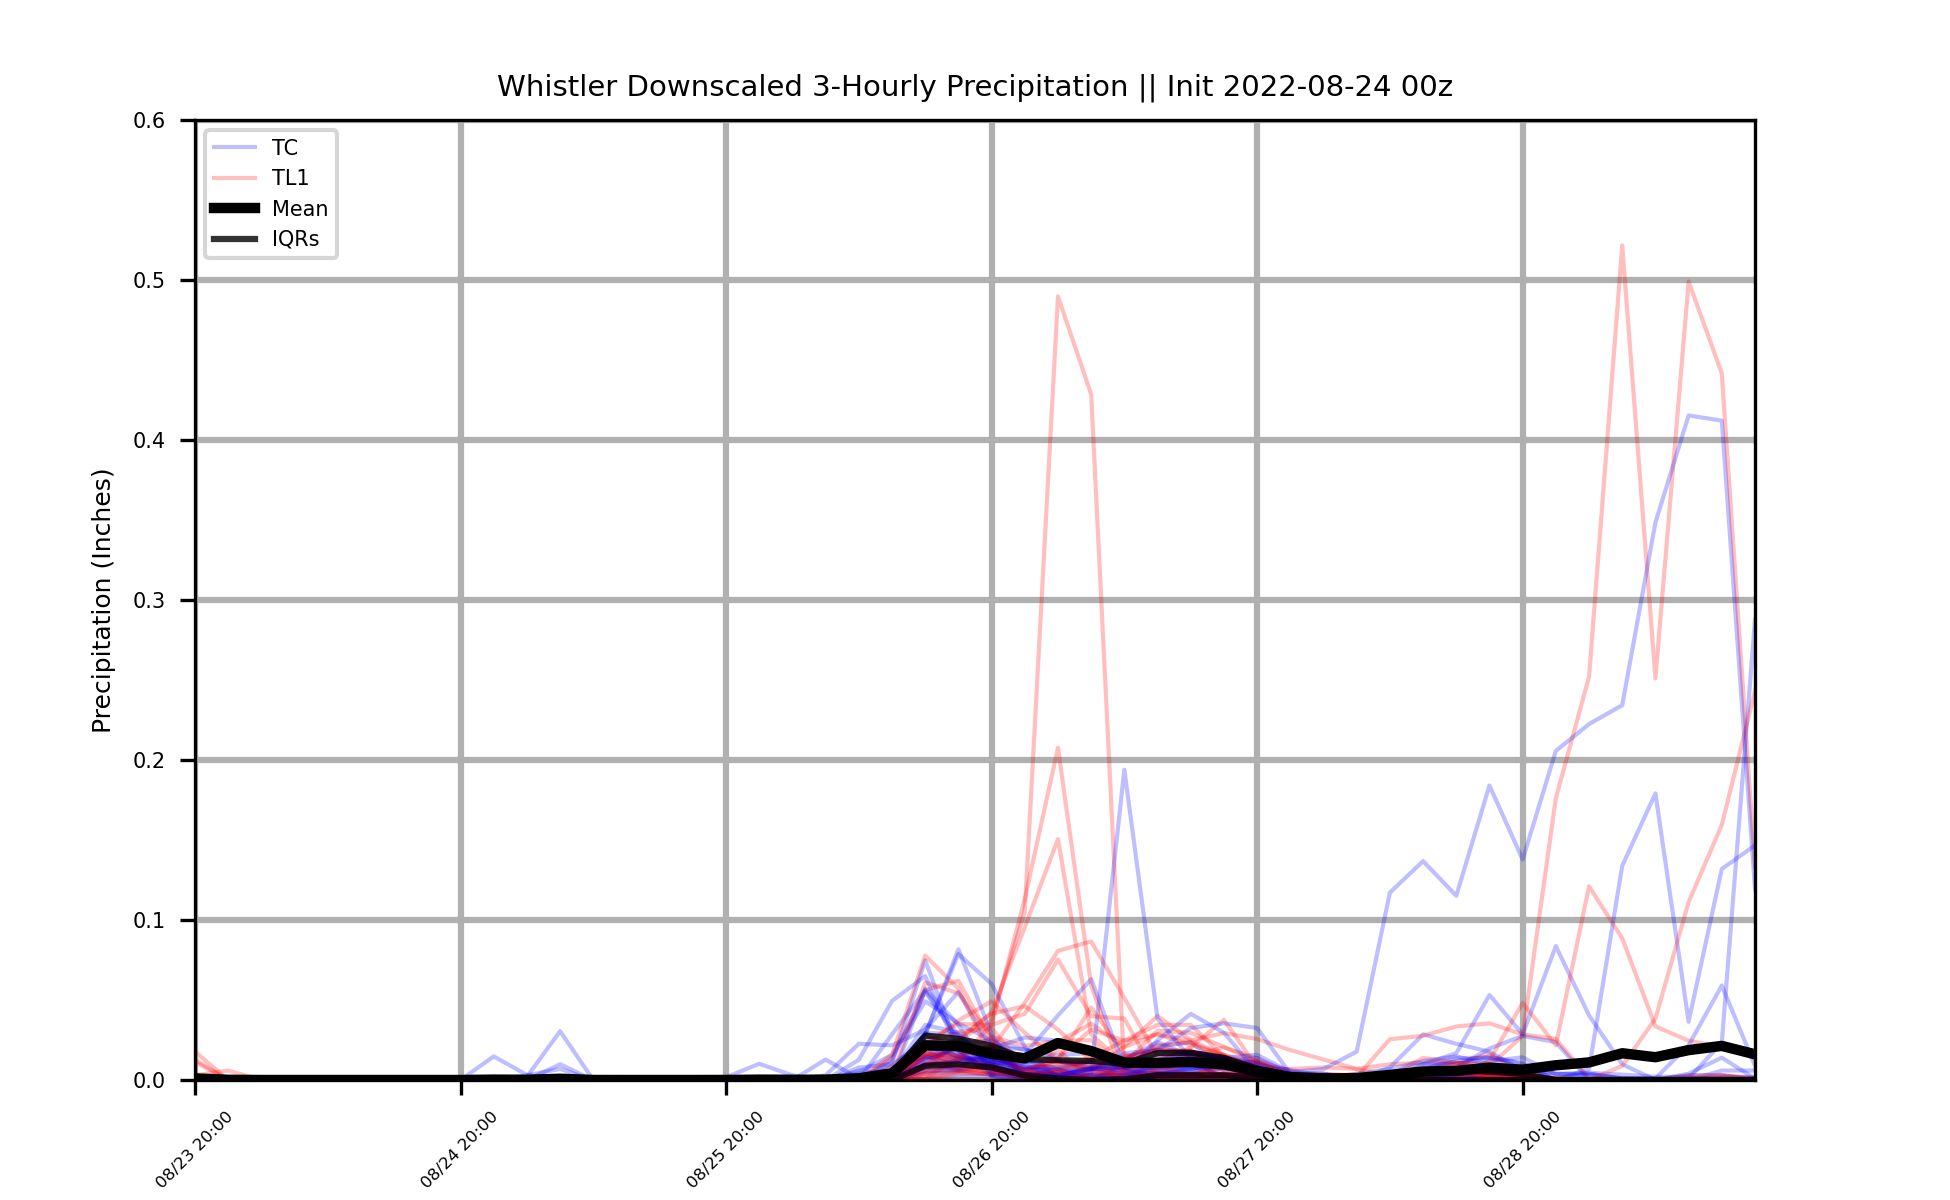 Whistler Downscaled 3-Hourly Precipitation || Init 2022-08-24 00z
TC
TL1
Mean
IQRs
Precipitation (Inches)
0.6
0.5
0.4
0.3
0.2
0.1
0.0
08/23 20:00
08/24 20:00
08/25 20:00
08/26 20:00
08/27 20:00
08/28 20:00